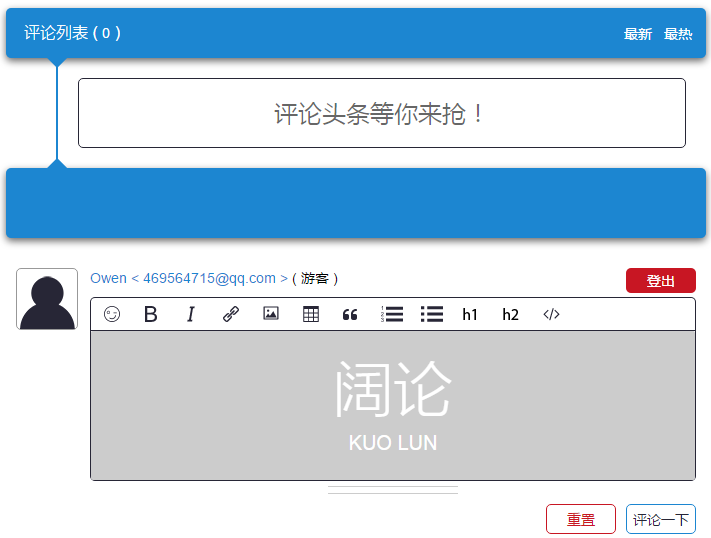 评论列表 ( 0 )
最新 最热
评论头条等你来抢！
Owen < 469564715@qq.com > ( 游客 )
登出
B I h1 h2 </>
阔论
KUO LUN
重置 评论一下